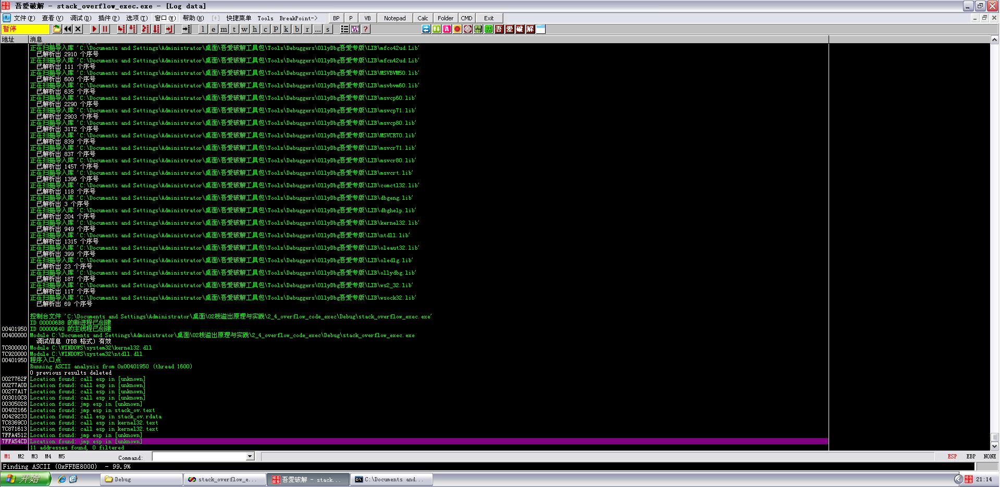 吾愛破解 - stack_overflow_exec.exe - [Log data]
文件(F) 查看(V) 调试(D) 插件(P) 选项(T) 窗口(W) 帮助(H) [+] 快捷菜单 Tools BreakPoint-> BP P VB Notepad Calc Folder CMD Exit
暂停 l e m t w h c p k b r ... s ? 吾 爱 破 解
地址 消息
正在扫描导入库 'C:\Documents and Settings\Administrator\桌面\吾爱破解工具包\Tools\Debuggers\OllyDbg吾爱专版\LIB\mfco42ud.Lib'
已解析出 2910 个序号
正在扫描导入库 'C:\Documents and Settings\Administrator\桌面\吾爱破解工具包\Tools\Debuggers\OllyDbg吾爱专版\LIB\mfcn42ud.Lib'
已解析出 111 个序号
正在扫描导入库 'C:\Documents and Settings\Administrator\桌面\吾爱破解工具包\Tools\Debuggers\OllyDbg吾爱专版\LIB\MSVBVM50.lib'
已解析出 600 个序号
正在扫描导入库 'C:\Documents and Settings\Administrator\桌面\吾爱破解工具包\Tools\Debuggers\OllyDbg吾爱专版\LIB\msvbvm60.lib'
已解析出 635 个序号
正在扫描导入库 'C:\Documents and Settings\Administrator\桌面\吾爱破解工具包\Tools\Debuggers\OllyDbg吾爱专版\LIB\msvcp60.lib'
已解析出 2290 个序号
正在扫描导入库 'C:\Documents and Settings\Administrator\桌面\吾爱破解工具包\Tools\Debuggers\OllyDbg吾爱专版\LIB\msvcp71.lib'
已解析出 2903 个序号
正在扫描导入库 'C:\Documents and Settings\Administrator\桌面\吾爱破解工具包\Tools\Debuggers\OllyDbg吾爱专版\LIB\msvcp80.lib'
已解析出 3172 个序号
正在扫描导入库 'C:\Documents and Settings\Administrator\桌面\吾爱破解工具包\Tools\Debuggers\OllyDbg吾爱专版\LIB\MSVCR70.lib'
已解析出 839 个序号
正在扫描导入库 'C:\Documents and Settings\Administrator\桌面\吾爱破解工具包\Tools\Debuggers\OllyDbg吾爱专版\LIB\msvcr71.lib'
已解析出 837 个序号
正在扫描导入库 'C:\Documents and Settings\Administrator\桌面\吾爱破解工具包\Tools\Debuggers\OllyDbg吾爱专版\LIB\msvcr80.lib'
已解析出 1457 个序号
正在扫描导入库 'C:\Documents and Settings\Administrator\桌面\吾爱破解工具包\Tools\Debuggers\OllyDbg吾爱专版\LIB\msvcrt.lib'
已解析出 1396 个序号
正在扫描导入库 'C:\Documents and Settings\Administrator\桌面\吾爱破解工具包\Tools\Debuggers\OllyDbg吾爱专版\LIB\comctl32.lib'
已解析出 118 个序号
正在扫描导入库 'C:\Documents and Settings\Administrator\桌面\吾爱破解工具包\Tools\Debuggers\OllyDbg吾爱专版\LIB\dbgeng.lib'
已解析出 3 个序号
正在扫描导入库 'C:\Documents and Settings\Administrator\桌面\吾爱破解工具包\Tools\Debuggers\OllyDbg吾爱专版\LIB\dbghelp.lib'
已解析出 204 个序号
正在扫描导入库 'C:\Documents and Settings\Administrator\桌面\吾爱破解工具包\Tools\Debuggers\OllyDbg吾爱专版\LIB\kernel32.lib'
已解析出 949 个序号
正在扫描导入库 'C:\Documents and Settings\Administrator\桌面\吾爱破解工具包\Tools\Debuggers\OllyDbg吾爱专版\LIB\ntdll.lib'
已解析出 1315 个序号
正在扫描导入库 'C:\Documents and Settings\Administrator\桌面\吾爱破解工具包\Tools\Debuggers\OllyDbg吾爱专版\LIB\oleaut32.lib'
已解析出 399 个序号
正在扫描导入库 'C:\Documents and Settings\Administrator\桌面\吾爱破解工具包\Tools\Debuggers\OllyDbg吾爱专版\LIB\oledlg.lib'
已解析出 23 个序号
正在扫描导入库 'C:\Documents and Settings\Administrator\桌面\吾爱破解工具包\Tools\Debuggers\OllyDbg吾爱专版\LIB\ollydbg.lib'
已解析出 187 个序号
正在扫描导入库 'C:\Documents and Settings\Administrator\桌面\吾爱破解工具包\Tools\Debuggers\OllyDbg吾爱专版\LIB\ws2_32.lib'
已解析出 117 个序号
正在扫描导入库 'C:\Documents and Settings\Administrator\桌面\吾爱破解工具包\Tools\Debuggers\OllyDbg吾爱专版\LIB\wsock32.lib'
已解析出 69 个序号
控制台文件 'C:\Documents and Settings\Administrator\桌面\02栈溢出原理与实践\2_4_overflow_code_exec\Debug\stack_overflow_exec.exe'
ID 000006B8 的新进程已创建
00401950 ID 00000640 的主线程已创建
00400000 Module C:\Documents and Settings\Administrator\桌面\02栈溢出原理与实践\2_4_overflow_code_exec\Debug\stack_overflow_exec.exe
调试信息 (PDB 格式) 有效
7C800000 Module C:\WINDOWS\system32\kernel32.dll
7C920000 Module C:\WINDOWS\system32\ntdll.dll
00401950 程序入口点
Running ASCII analysis from 0x00401950 (thread 1600)
0 previous results deleted
0027762F Location found: call esp in [unknown]
00277A0D Location found: call esp in [unknown]
00277A17 Location found: call esp in [unknown]
003010C8 Location found: call esp in [unknown]
00305028 Location found: jmp esp in [unknown]
00402166 Location found: jmp esp in stack_ov.text
00429233 Location found: call esp in stack_ov.rdata
7C8369C0 Location found: call esp in kernel32.text
7C871613 Location found: call esp in kernel32.text
7FFA4512 Location found: jmp esp in [unknown]
7FFA54CD Location found: jmp esp in [unknown]
11 addresses found, 0 filtered
M1 M2 M3 M4 M5 Command: ESP EBP NONE
Finding ASCII (0xFFBE8000) - 99.9%
开始 Debug stack_overflow_e... 吾愛破解 - stack... C:\Documents and... 21:14